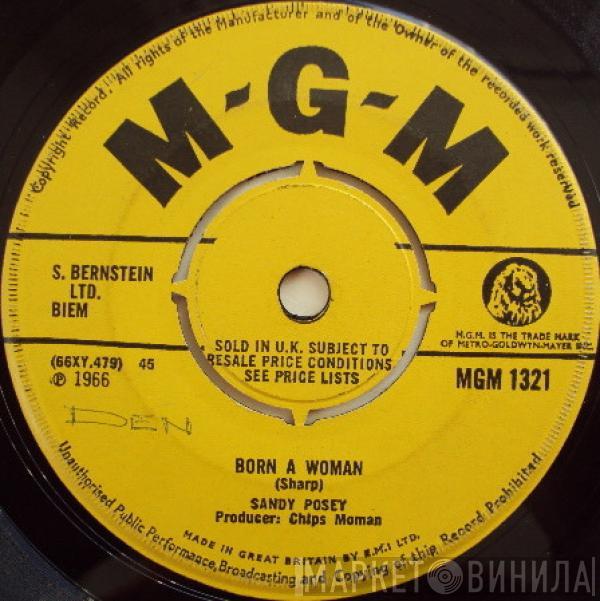 Copyright Record. All rights of the Manufacturer and of the Owner of the recorded work reserved
M-G-M
S. BERNSTEIN
LTD.
BIEM
M.G.M. IS THE TRADE MARK
OF METRO-GOLDWYN-MAYER INC.
SOLD IN U.K. SUBJECT TO
RESALE PRICE CONDITIONS,
SEE PRICE LISTS
(66XY.479) 45
℗ 1966
MGM 1321
DEN
BORN A WOMAN
(Sharp)
SANDY POSEY
Producer: Chips Moman
MADE IN GREAT BRITAIN BY E.M.I LTD.
Unauthorised Public Performance, Broadcasting and Copying of this Record Prohibited
МАРКЕТ ВИНИЛА